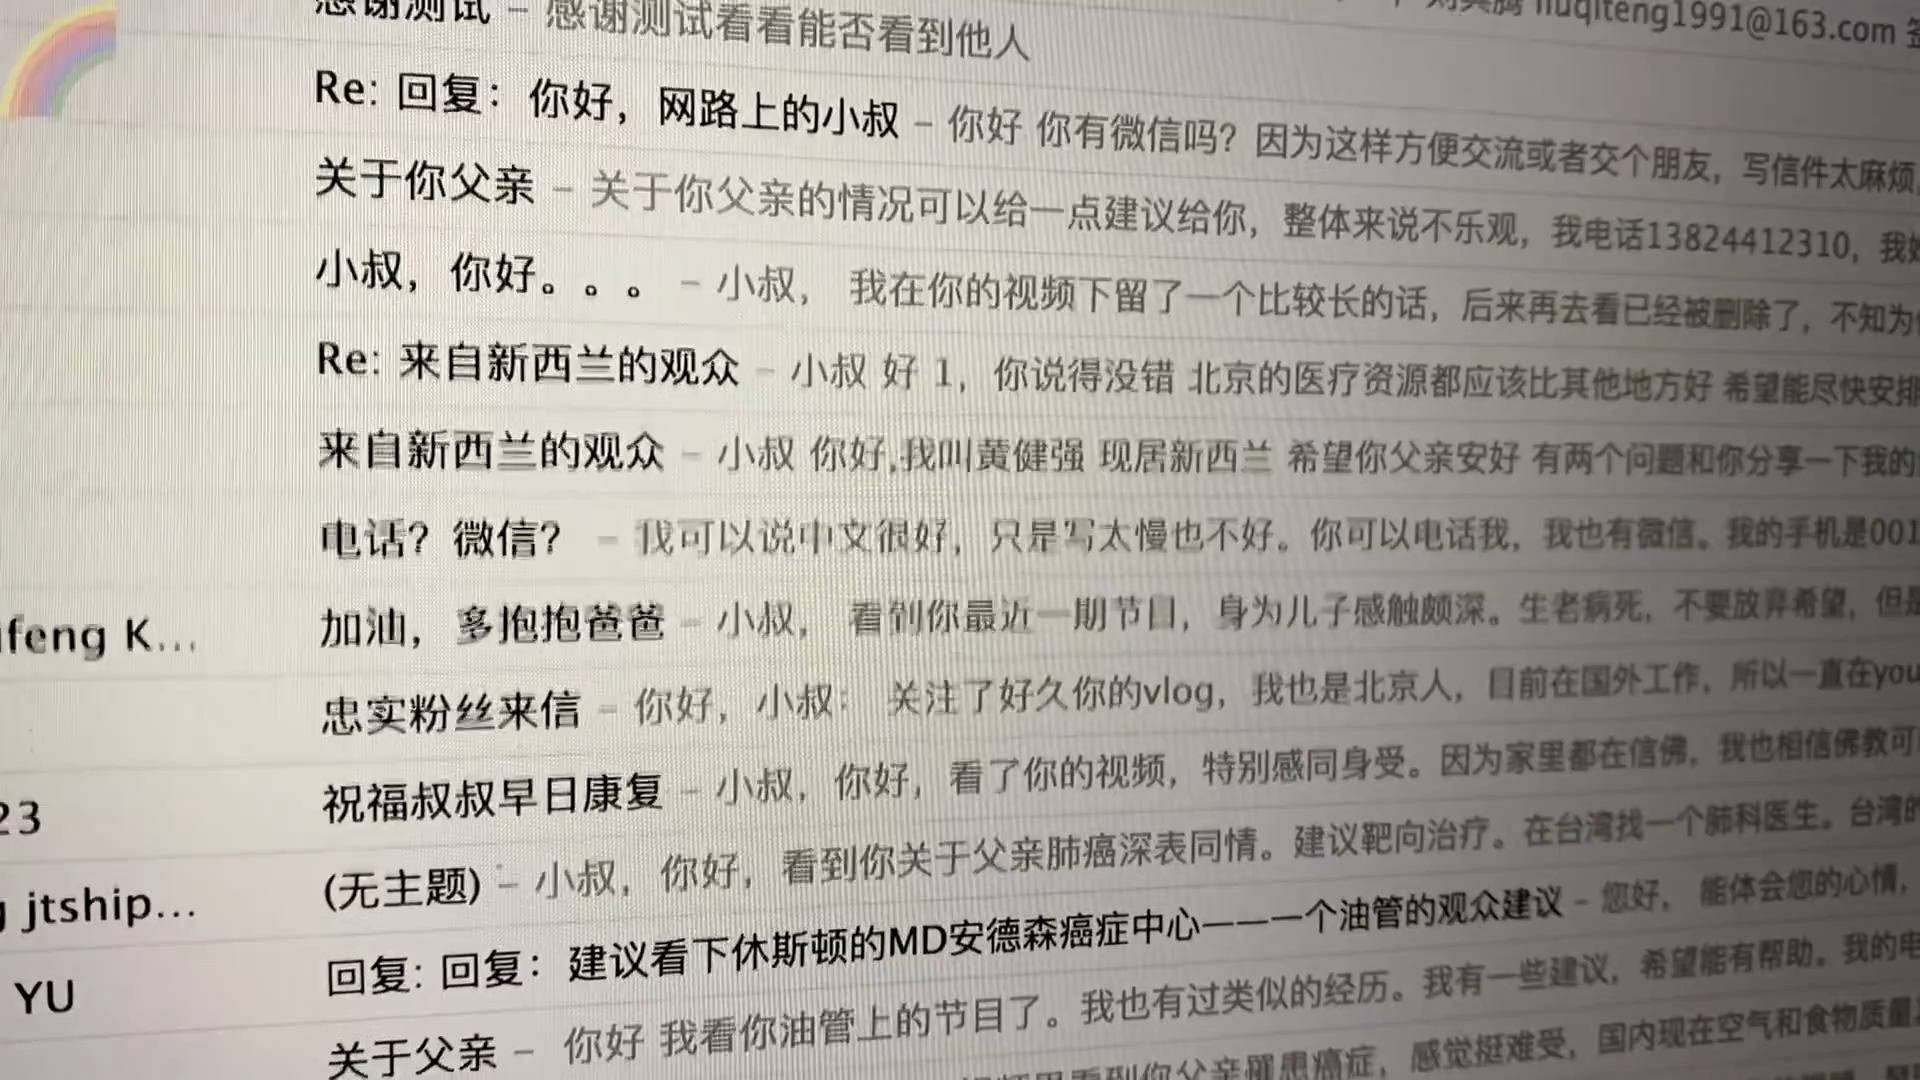 感谢测试 – 感谢测试看看能否看到他人
@163.com
Re: 回复：你好，网路上的小叔 – 你好 你有微信吗？因为这样方便交流或者交个朋友，写信件太麻烦，
关于你父亲 – 关于你父亲的情况可以给一点建议给你，整体来说不乐观，我电话13824412310，我
小叔，你好。。。 – 小叔， 我在你的视频下留了一个比较长的话，后来再去看已经被删除了，不知为
Re: 来自新西兰的观众 – 小叔 好 1，你说得没错 北京的医疗资源都应该比其他地方好 希望能尽快安排
来自新西兰的观众 – 小叔 你好,我叫黄健强 现居新西兰 希望你父亲安好 有两个问题和你分享一下我的
电话？微信？ – 我可以说中文很好，只是写太慢也不好。你可以电话我，我也有微信。我的手机是001
feng K... 加油，多抱抱爸爸 – 小叔， 看到你最近一期节目，身为儿子感触颇深。生老病死，不要放弃希望，但是
忠实粉丝来信 – 你好，小叔： 关注了好久你的vlog，我也是北京人，目前在国外工作，所以一直在you
23 祝福叔叔早日康复 – 小叔，你好，看了你的视频，特别感同身受。因为家里都在信佛，我也相信佛教可
jtship... (无主题) – 小叔，你好，看到你关于父亲肺癌深表同情。建议靶向治疗。在台湾找一个肺科医生。台湾的
YU 回复: 回复：建议看下休斯顿的MD安德森癌症中心———一个油管的观众建议 – 您好， 能体会您的心情，
关于父亲 – 你好 我看你油管上的节目了。我也有过类似的经历。我有一些建议，希望能有帮助。我的电
看到你父亲罹患癌症，感觉挺难受，国内现在空气和食物质量